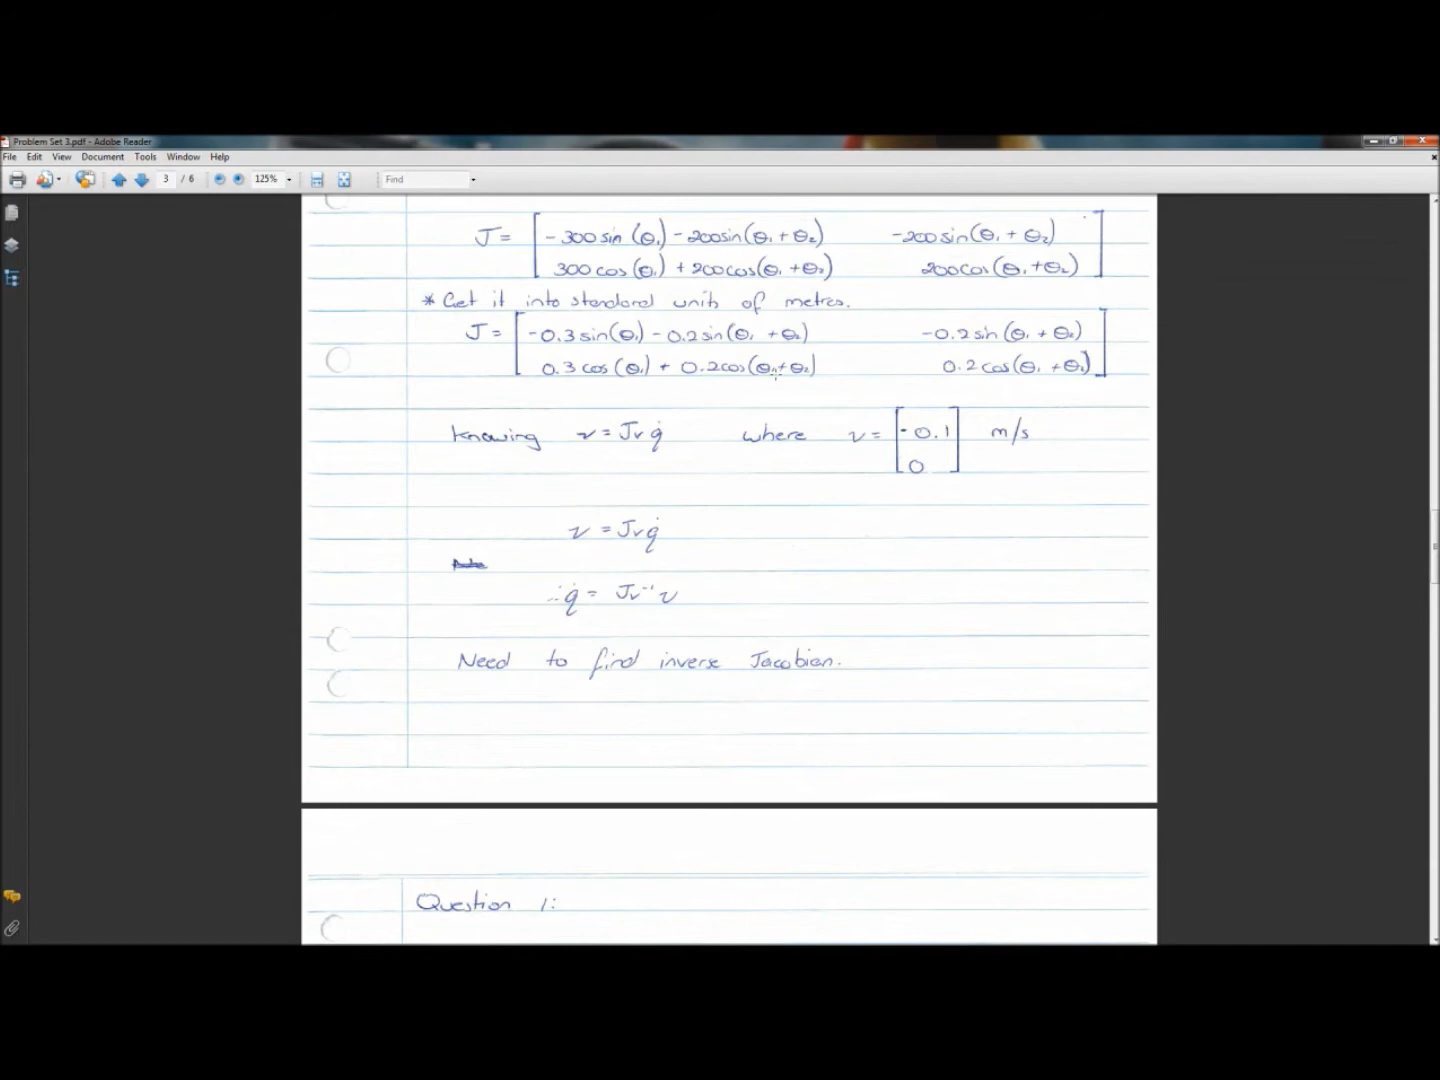 Problem Set 3.pdf - Adobe Reader
File Edit View Document Tools Window Help
3 / 6 125% Find
J = [ -300 sin (θ₁) - 200sin(θ₁ + θ₂) -200 sin(θ₁ + θ₂) ]
[ 300 cos (θ₁) + 200cos(θ₁ + θ₂) 200cos(θ₁ + θ₂) ]
* Get it into standard units of metres.
J = [ -0.3 sin(θ₁) - 0.2 sin(θ₁ + θ₂) -0.2 sin (θ₁ + θ₂) ]
[ 0.3 cos (θ₁) + 0.2cos(θ₁ + θ₂) 0.2 cos(θ₁ + θ₂) ]
Knowing v = Jv q̇ where v = [ -0.1 ] m/s
[ 0 ]
v = Jv q̇
∴ q̇ = Jv⁻¹ v
Need to find inverse Jacobian.
Question 1: